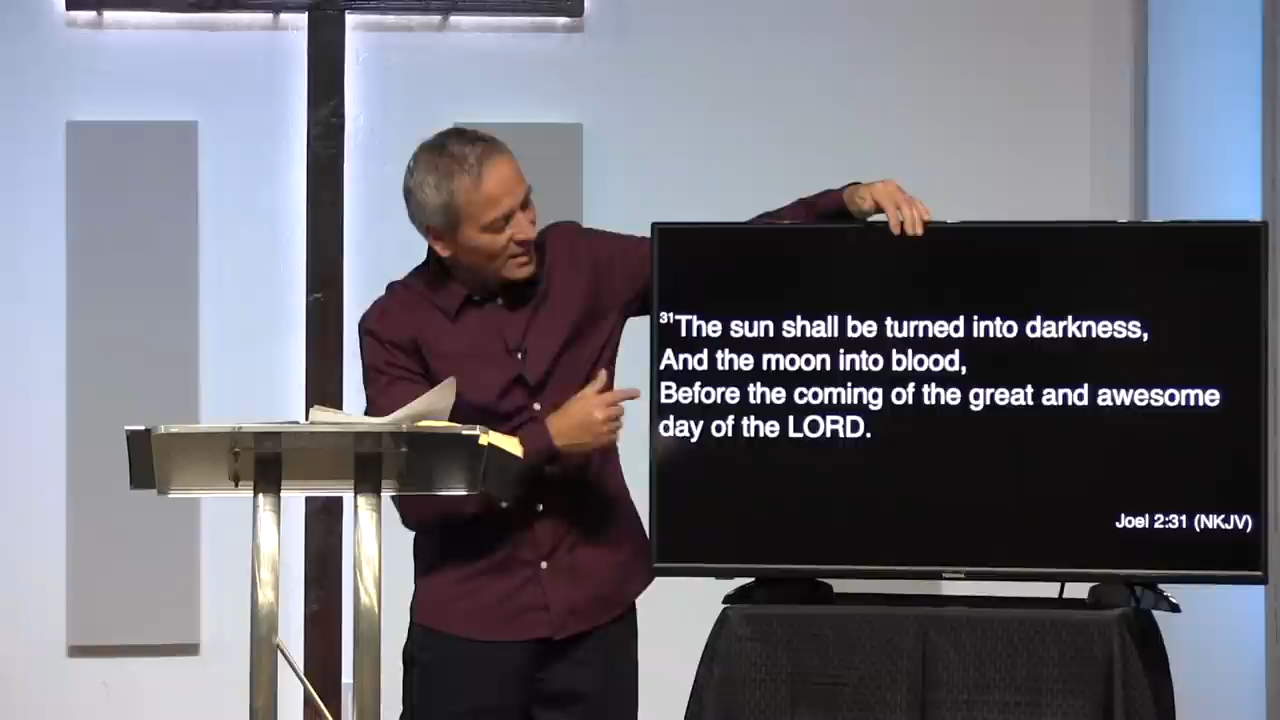 ³¹The sun shall be turned into darkness,
And the moon into blood,
Before the coming of the great and awesome
day of the LORD.
Joel 2:31 (NKJV)